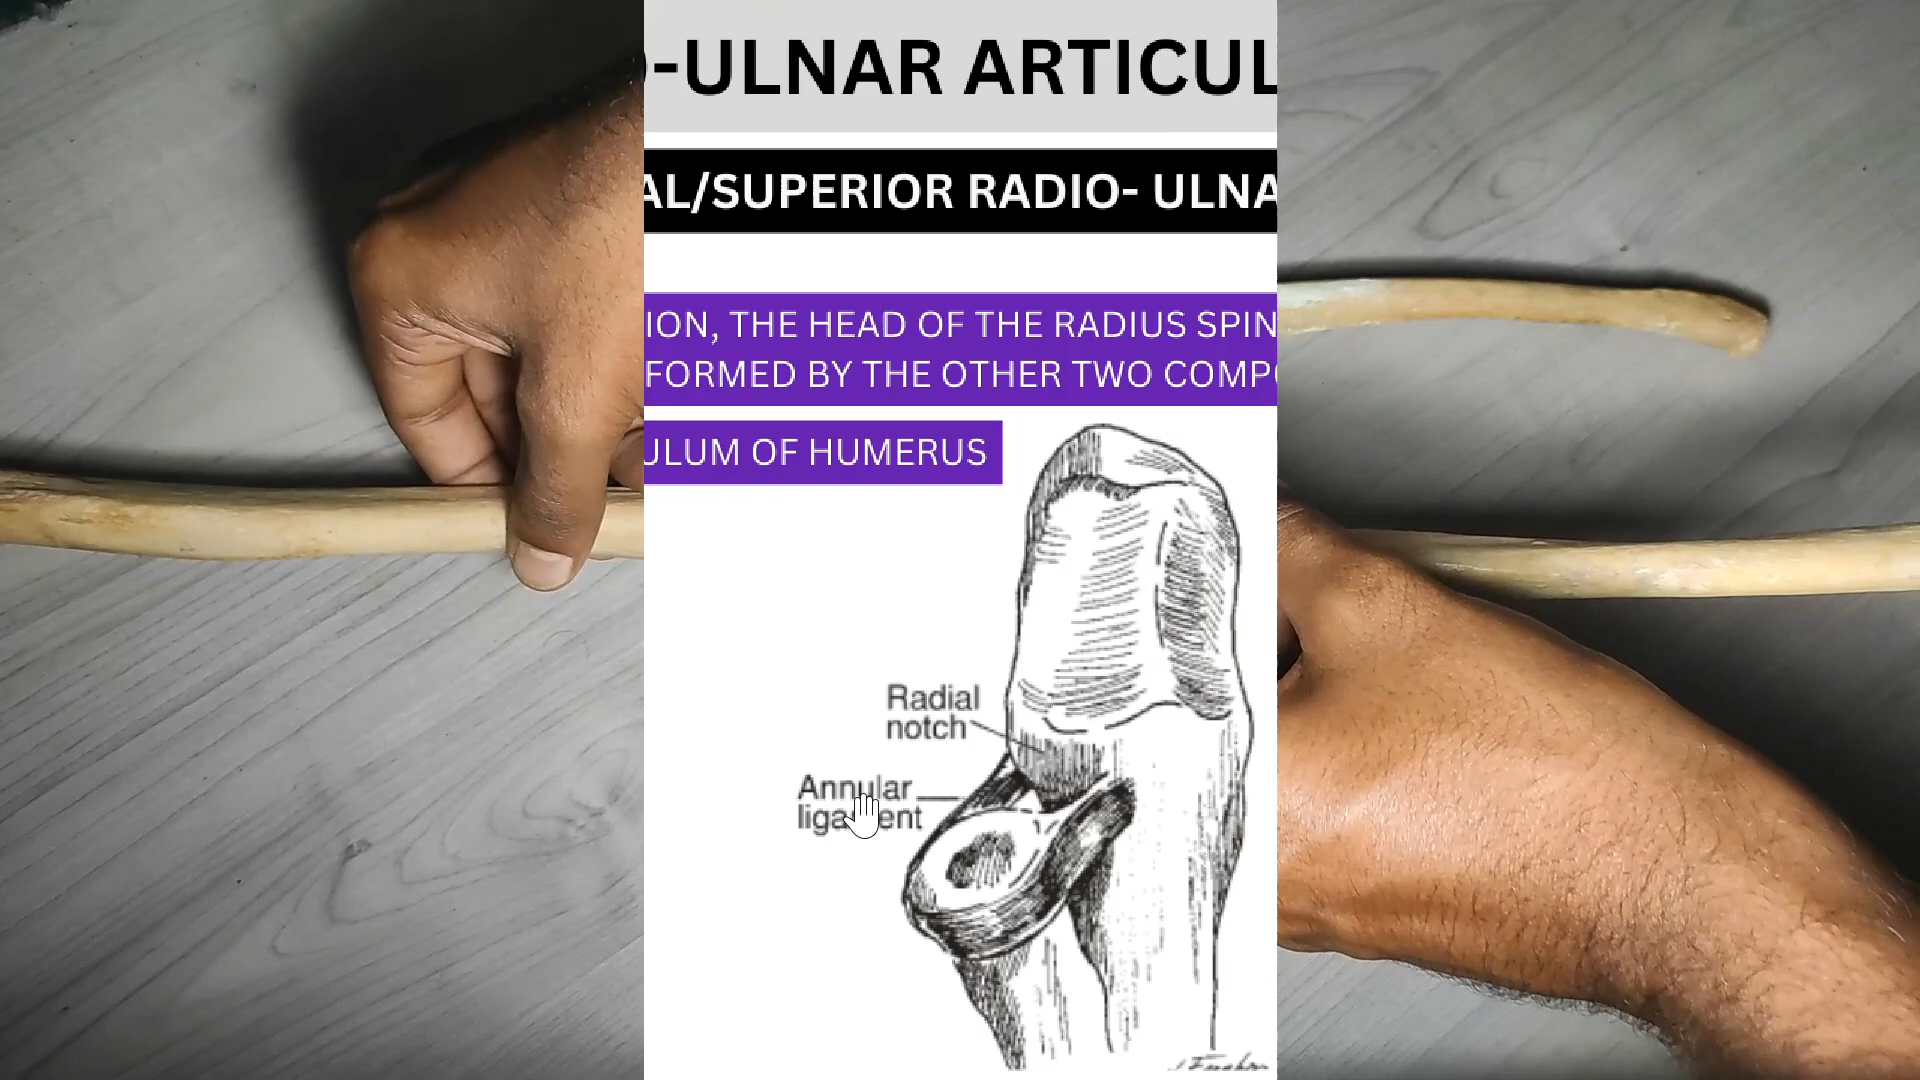 -ULNAR ARTICUL
AL/SUPERIOR RADIO- ULNA
ION, THE HEAD OF THE RADIUS SPIN
FORMED BY THE OTHER TWO COMP
ULUM OF HUMERUS
Radial
notch
Annular
ligament